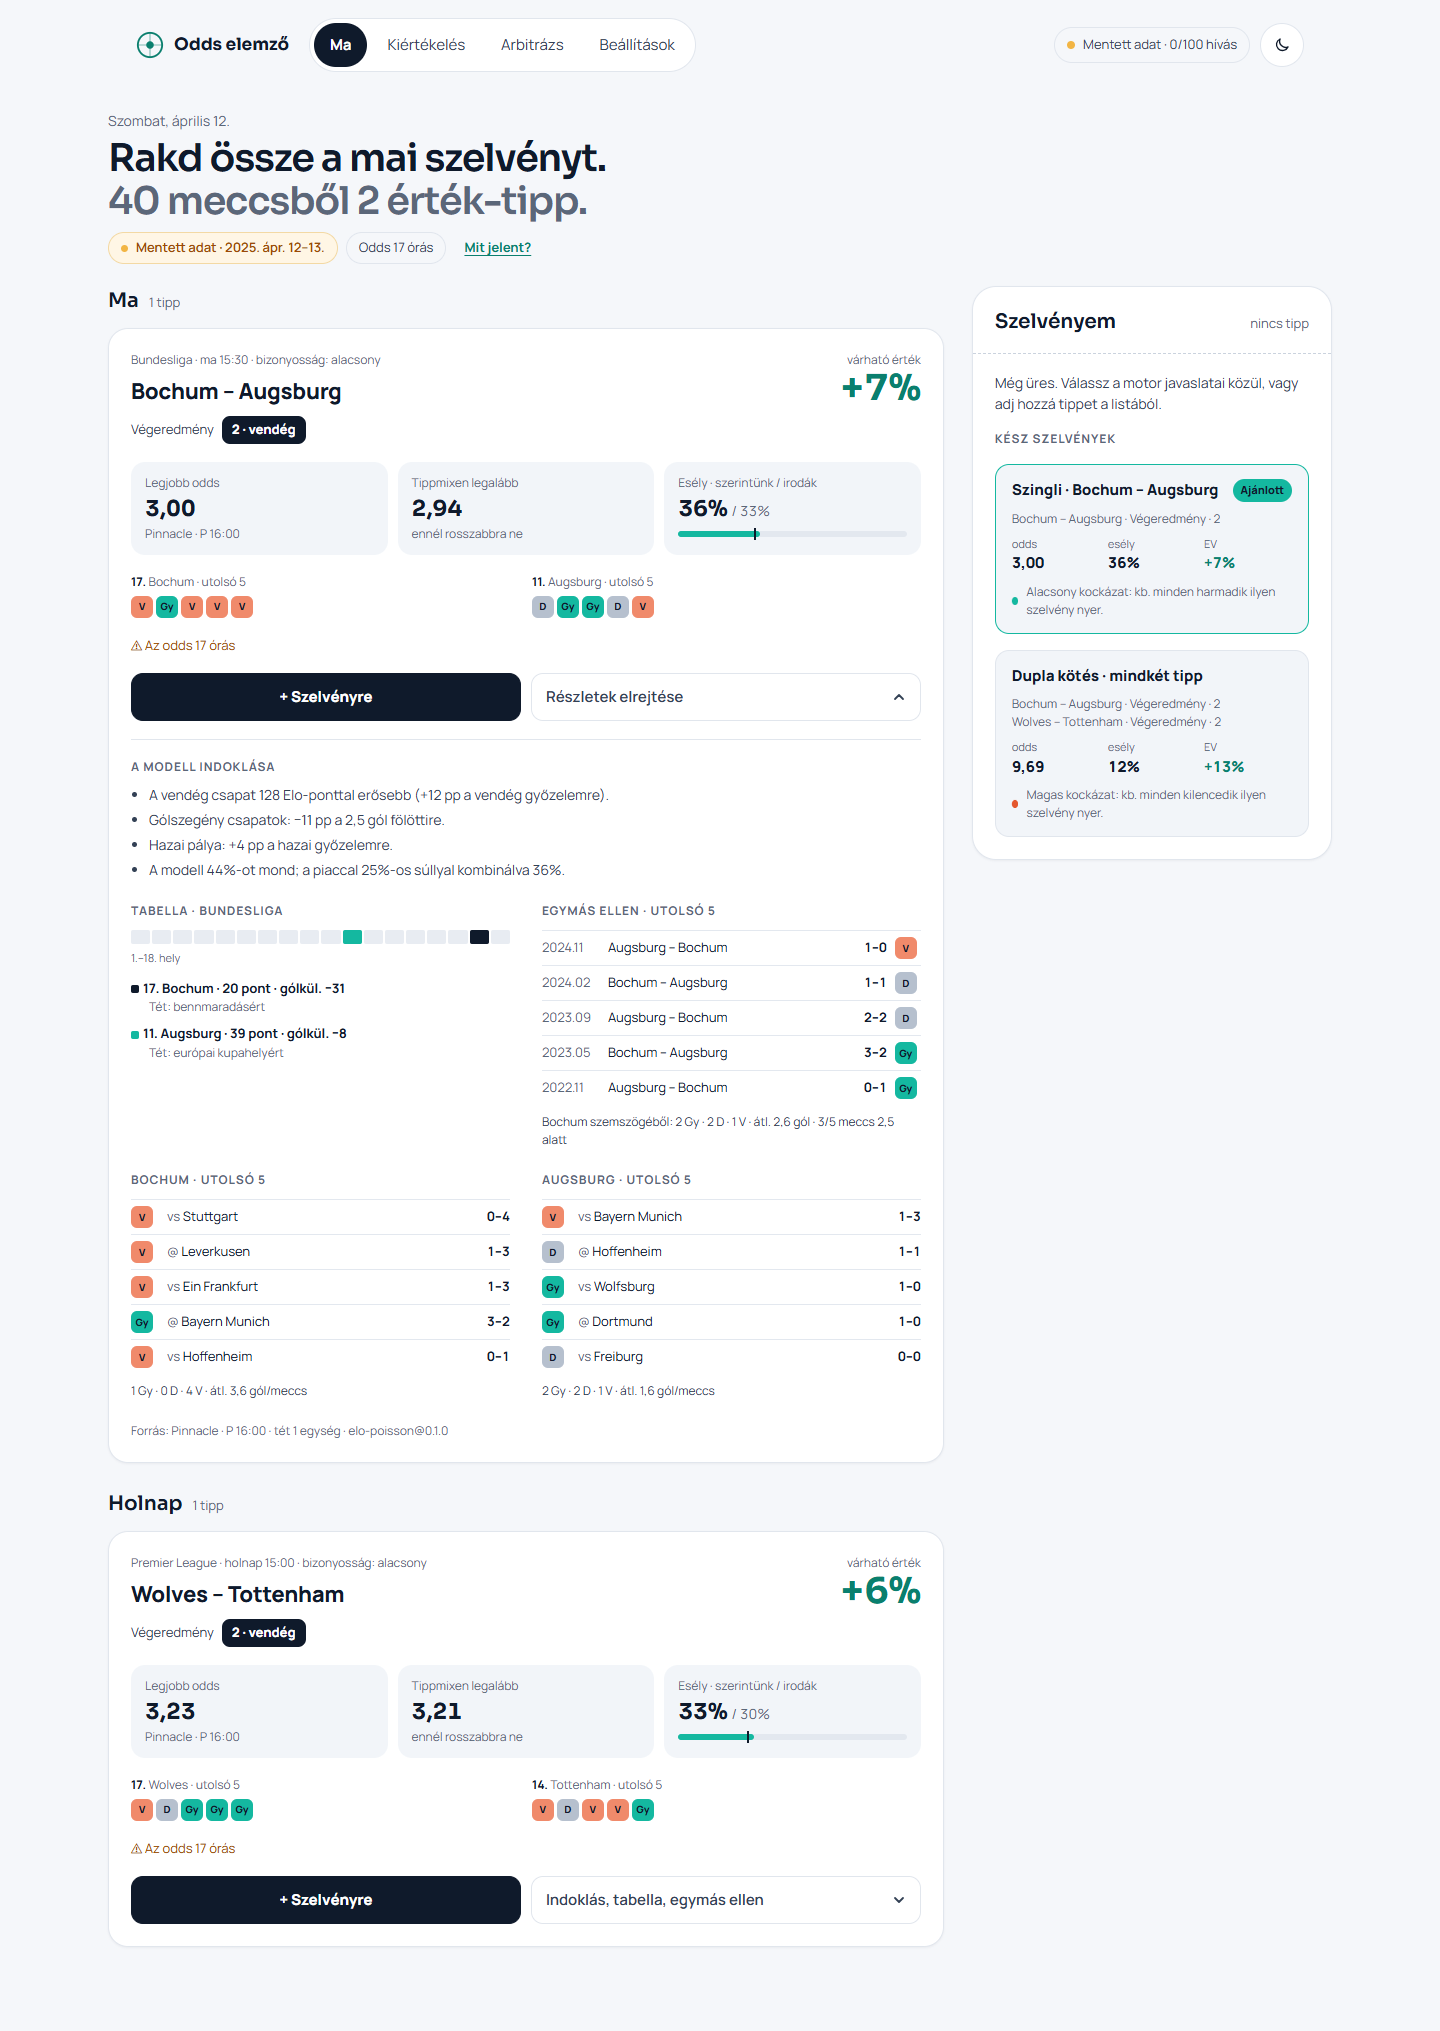 Odds elemző
Ma
Kiértékelés
Arbitrázs
Beállítások
Mentett adat · 0/100 hívás
Szombat, április 12.
Rakd össze a mai szelvényt.
40 meccsből 2 érték-tipp.
Mentett adat · 2025. ápr. 12–13.
Odds 17 órás
Mit jelent?
Ma 1 tipp
Bundesliga · ma 15:30 · bizonyosság: alacsony
várható érték
Bochum – Augsburg
+7%
Végeredmény 2 · vendég
Legjobb odds
3,00
Pinnacle · P 16:00
Tippmixen legalább
2,94
ennél rosszabbra ne
Esély · szerintünk / irodák
36% / 33%
17. Bochum · utolsó 5
V Gy V V V
11. Augsburg · utolsó 5
D Gy Gy D V
⚠ Az odds 17 órás
+ Szelvényre
Részletek elrejtése
A MODELL INDOKLÁSA
• A vendég csapat 128 Elo-ponttal erősebb (+12 pp a vendég győzelemre).
• Gólszegény csapatok: −11 pp a 2,5 gól fölöttire.
• Hazai pálya: +4 pp a hazai győzelemre.
• A modell 44%-ot mond; a piaccal 25%-os súllyal kombinálva 36%.
TABELLA · BUNDESLIGA
1.–18. hely
17. Bochum · 20 pont · gólkül. −31
Tét: bennmaradásért
11. Augsburg · 39 pont · gólkül. −8
Tét: európai kupahelyért
EGYMÁS ELLEN · UTOLSÓ 5
2024.11 Augsburg – Bochum 1–0 V
2024.02 Bochum – Augsburg 1–1 D
2023.09 Augsburg – Bochum 2–2 D
2023.05 Bochum – Augsburg 3–2 Gy
2022.11 Augsburg – Bochum 0–1 Gy
Bochum szemszögéből: 2 Gy · 2 D · 1 V · átl. 2,6 gól · 3/5 meccs 2,5
alatt
BOCHUM · UTOLSÓ 5
V vs Stuttgart 0–4
V @ Leverkusen 1–3
V vs Ein Frankfurt 1–3
Gy @ Bayern Munich 3–2
V vs Hoffenheim 0–1
1 Gy · 0 D · 4 V · átl. 3,6 gól/meccs
AUGSBURG · UTOLSÓ 5
V vs Bayern Munich 1–3
D @ Hoffenheim 1–1
Gy vs Wolfsburg 1–0
Gy @ Dortmund 1–0
D vs Freiburg 0–0
2 Gy · 2 D · 1 V · átl. 1,6 gól/meccs
Forrás: Pinnacle · P 16:00 · tét 1 egység · elo-poisson@0.1.0
Holnap 1 tipp
Premier League · holnap 15:00 · bizonyosság: alacsony
várható érték
Wolves – Tottenham
+6%
Végeredmény 2 · vendég
Legjobb odds
3,23
Pinnacle · P 16:00
Tippmixen legalább
3,21
ennél rosszabbra ne
Esély · szerintünk / irodák
33% / 30%
17. Wolves · utolsó 5
V D Gy Gy Gy
14. Tottenham · utolsó 5
V D V V Gy
⚠ Az odds 17 órás
+ Szelvényre
Indoklás, tabella, egymás ellen
Szelvényem
nincs tipp
Még üres. Válassz a motor javaslatai közül, vagy
adj hozzá tippet a listából.
KÉSZ SZELVÉNYEK
Szingli · Bochum – Augsburg Ajánlott
Bochum – Augsburg · Végeredmény · 2
odds esély EV
3,00 36% +7%
Alacsony kockázat: kb. minden harmadik ilyen
szelvény nyer.
Dupla kötés · mindkét tipp
Bochum – Augsburg · Végeredmény · 2
Wolves – Tottenham · Végeredmény · 2
odds esély EV
9,69 12% +13%
Magas kockázat: kb. minden kilencedik ilyen
szelvény nyer.